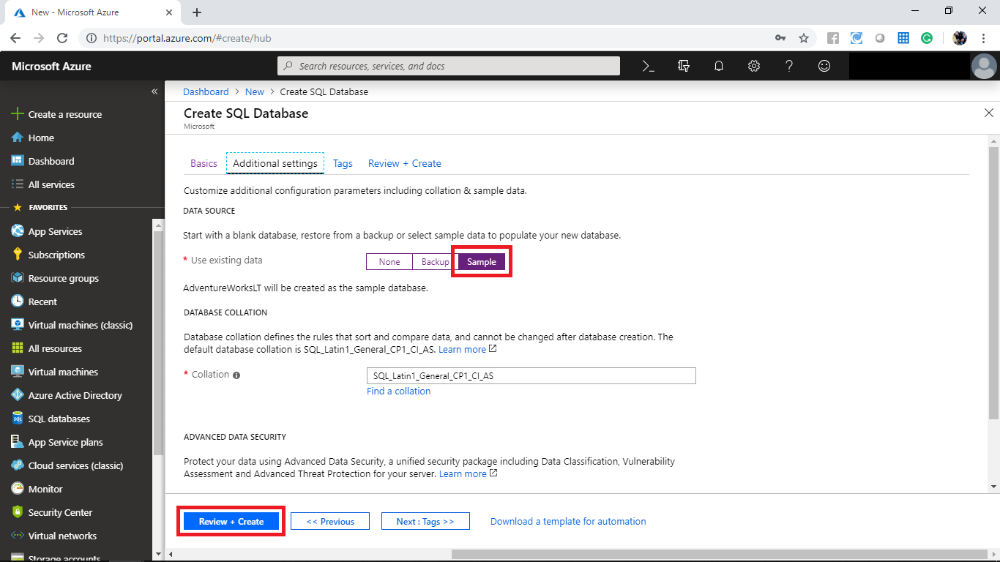 New - Microsoft Azure
https://portal.azure.com/#create/hub
Microsoft Azure
Search resources, services, and docs
Create a resource
Home
Dashboard
All services
FAVORITES
App Services
Subscriptions
Resource groups
Recent
Virtual machines (classic)
All resources
Virtual machines
Azure Active Directory
SQL databases
App Service plans
Cloud services (classic)
Monitor
Security Center
Virtual networks
Storage accounts
Dashboard > New > Create SQL Database
Create SQL Database
Microsoft
Basics Additional settings Tags Review + Create
Customize additional configuration parameters including collation & sample data.
DATA SOURCE
Start with a blank database, restore from a backup or select sample data to populate your new database.
* Use existing data None Backup Sample
AdventureWorksLT will be created as the sample database.
DATABASE COLLATION
Database collation defines the rules that sort and compare data, and cannot be changed after database creation. The
default database collation is SQL_Latin1_General_CP1_CI_AS. Learn more
* Collation SQL_Latin1_General_CP1_CI_AS
Find a collation
ADVANCED DATA SECURITY
Protect your data using Advanced Data Security, a unified security package including Data Classification, Vulnerability
Assessment and Advanced Threat Protection for your server. Learn more
Review + Create << Previous Next : Tags >> Download a template for automation